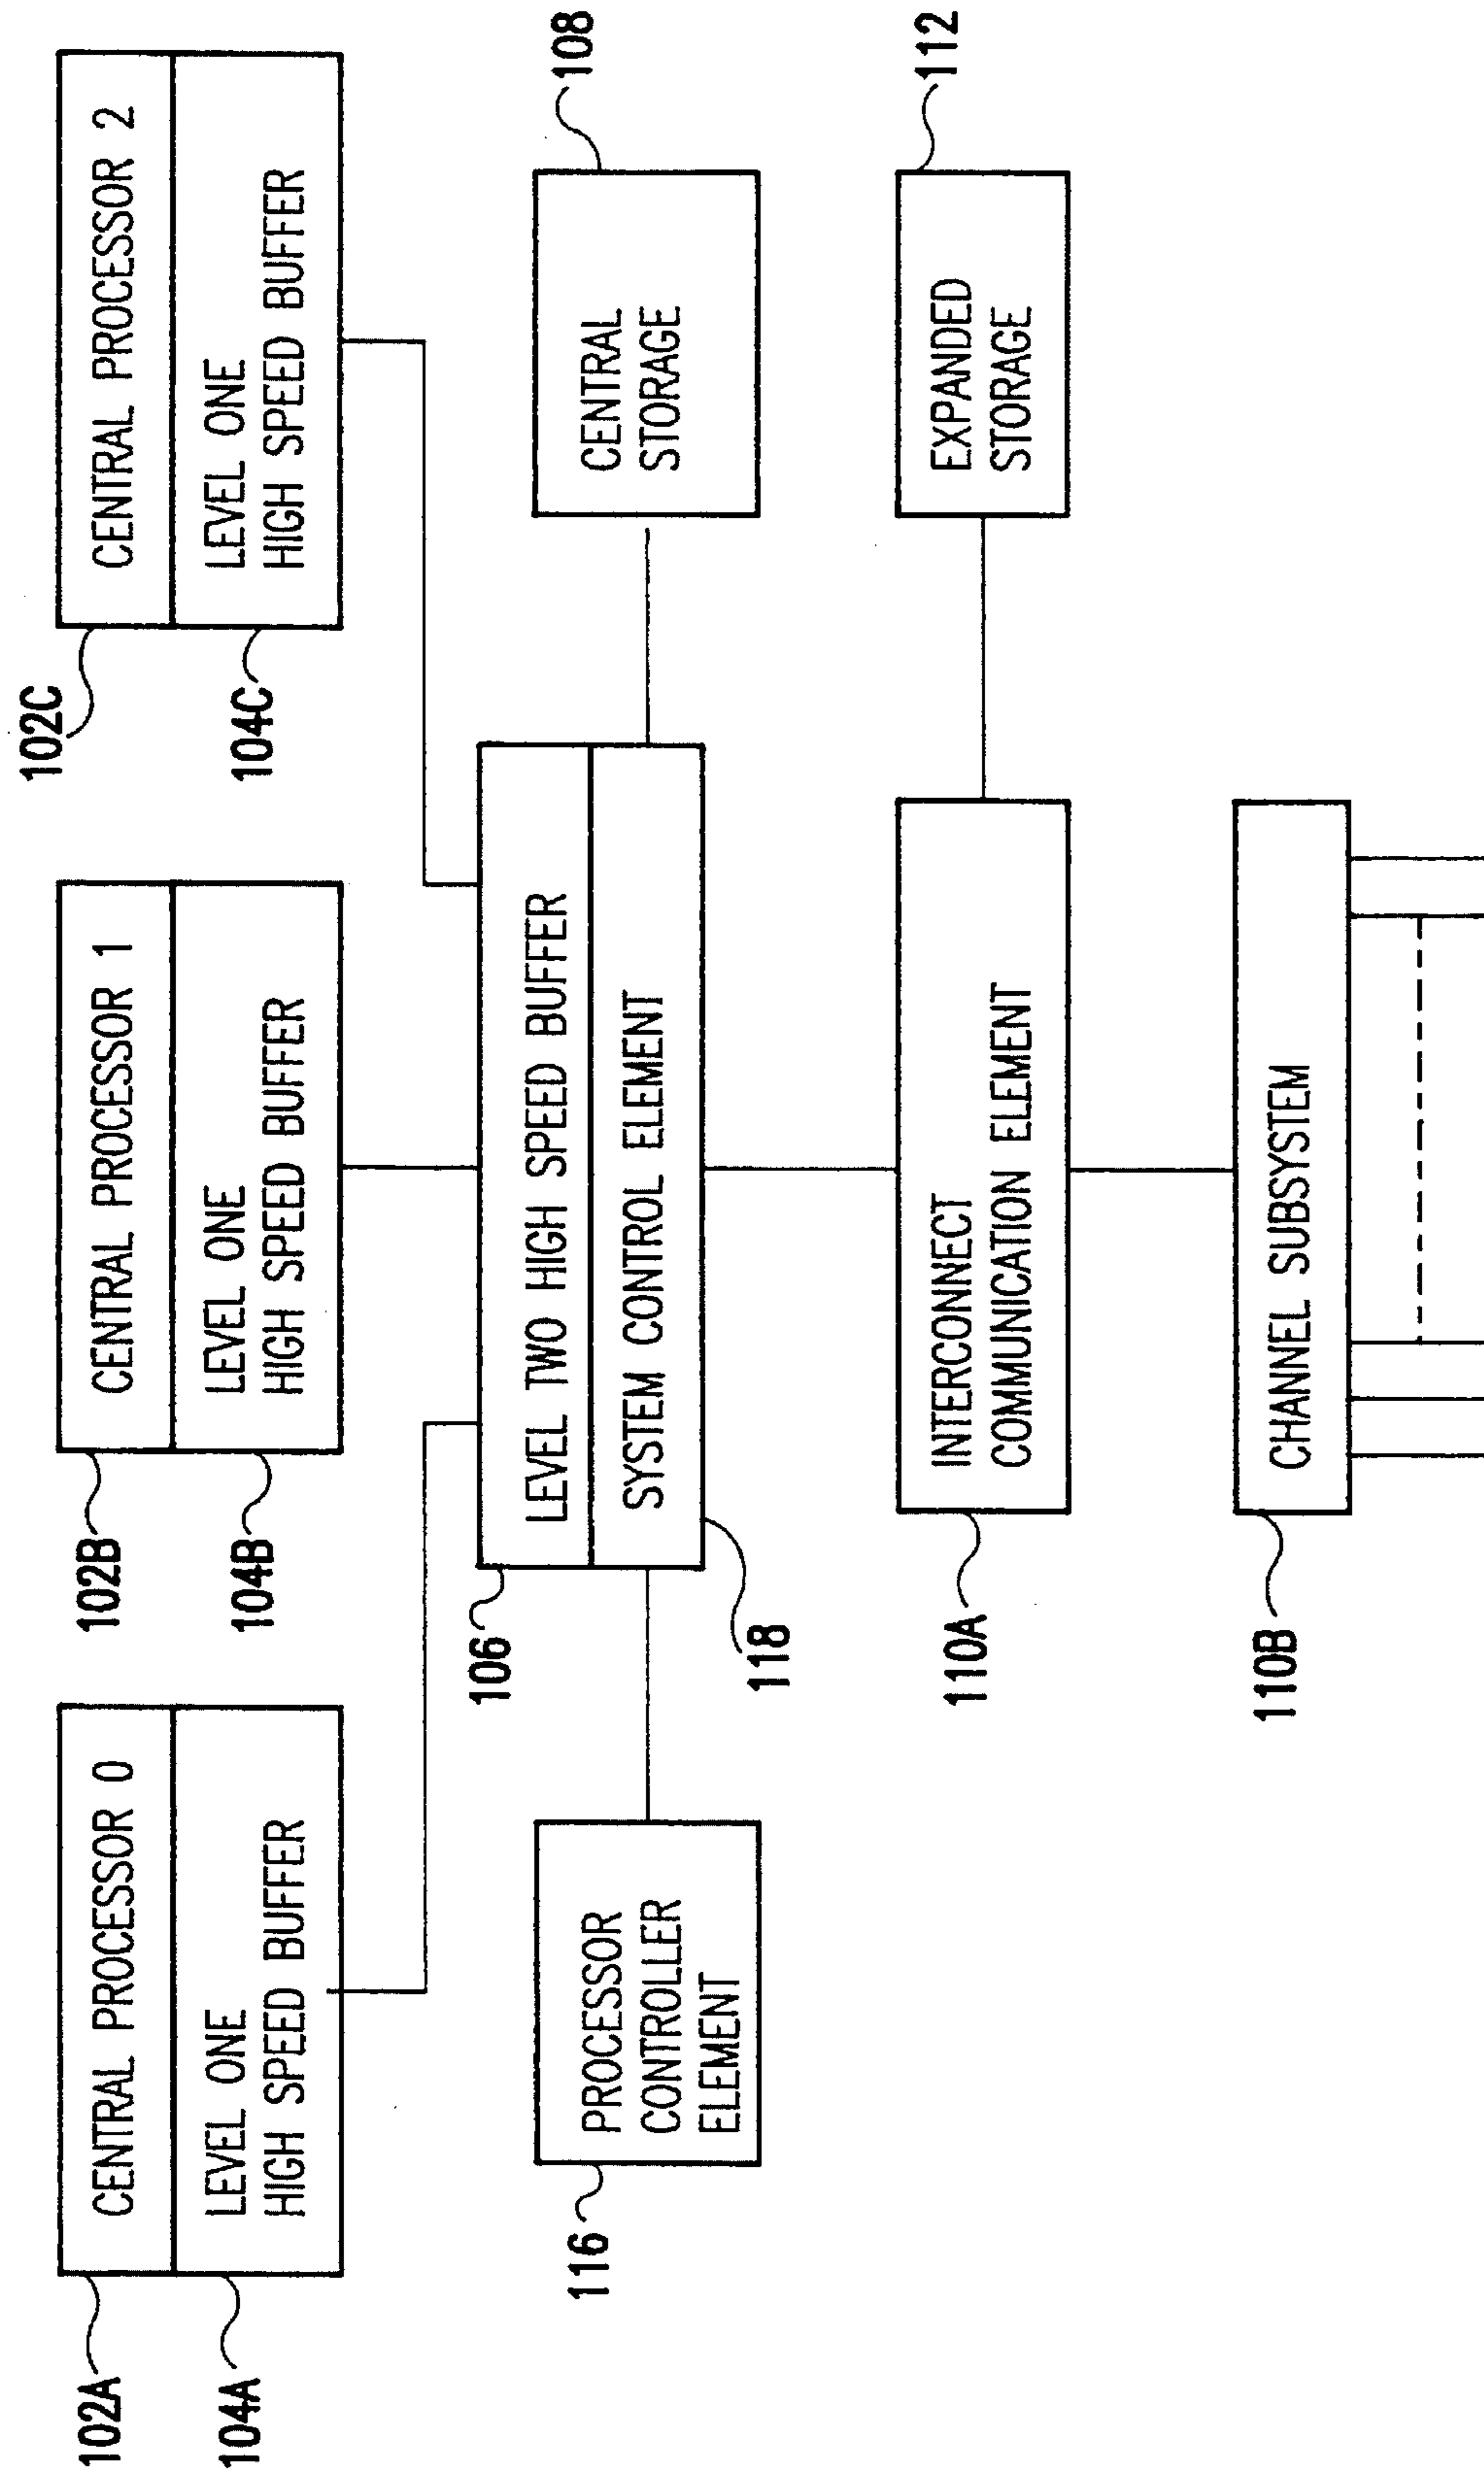 102A
CENTRAL PROCESSOR 0
104A
LEVEL ONE
HIGH SPEED BUFFER
102B
CENTRAL PROCESSOR 1
104B
LEVEL ONE
HIGH SPEED BUFFER
102C
CENTRAL PROCESSOR 2
104C
LEVEL ONE
HIGH SPEED BUFFER
106
LEVEL TWO HIGH SPEED BUFFER
SYSTEM CONTROL ELEMENT
118
116
PROCESSOR
CONTROLLER
ELEMENT
108
CENTRAL
STORAGE
110A
INTERCONNECT
COMMUNICATION ELEMENT
112
EXPANDED
STORAGE
110B
CHANNEL SUBSYSTEM